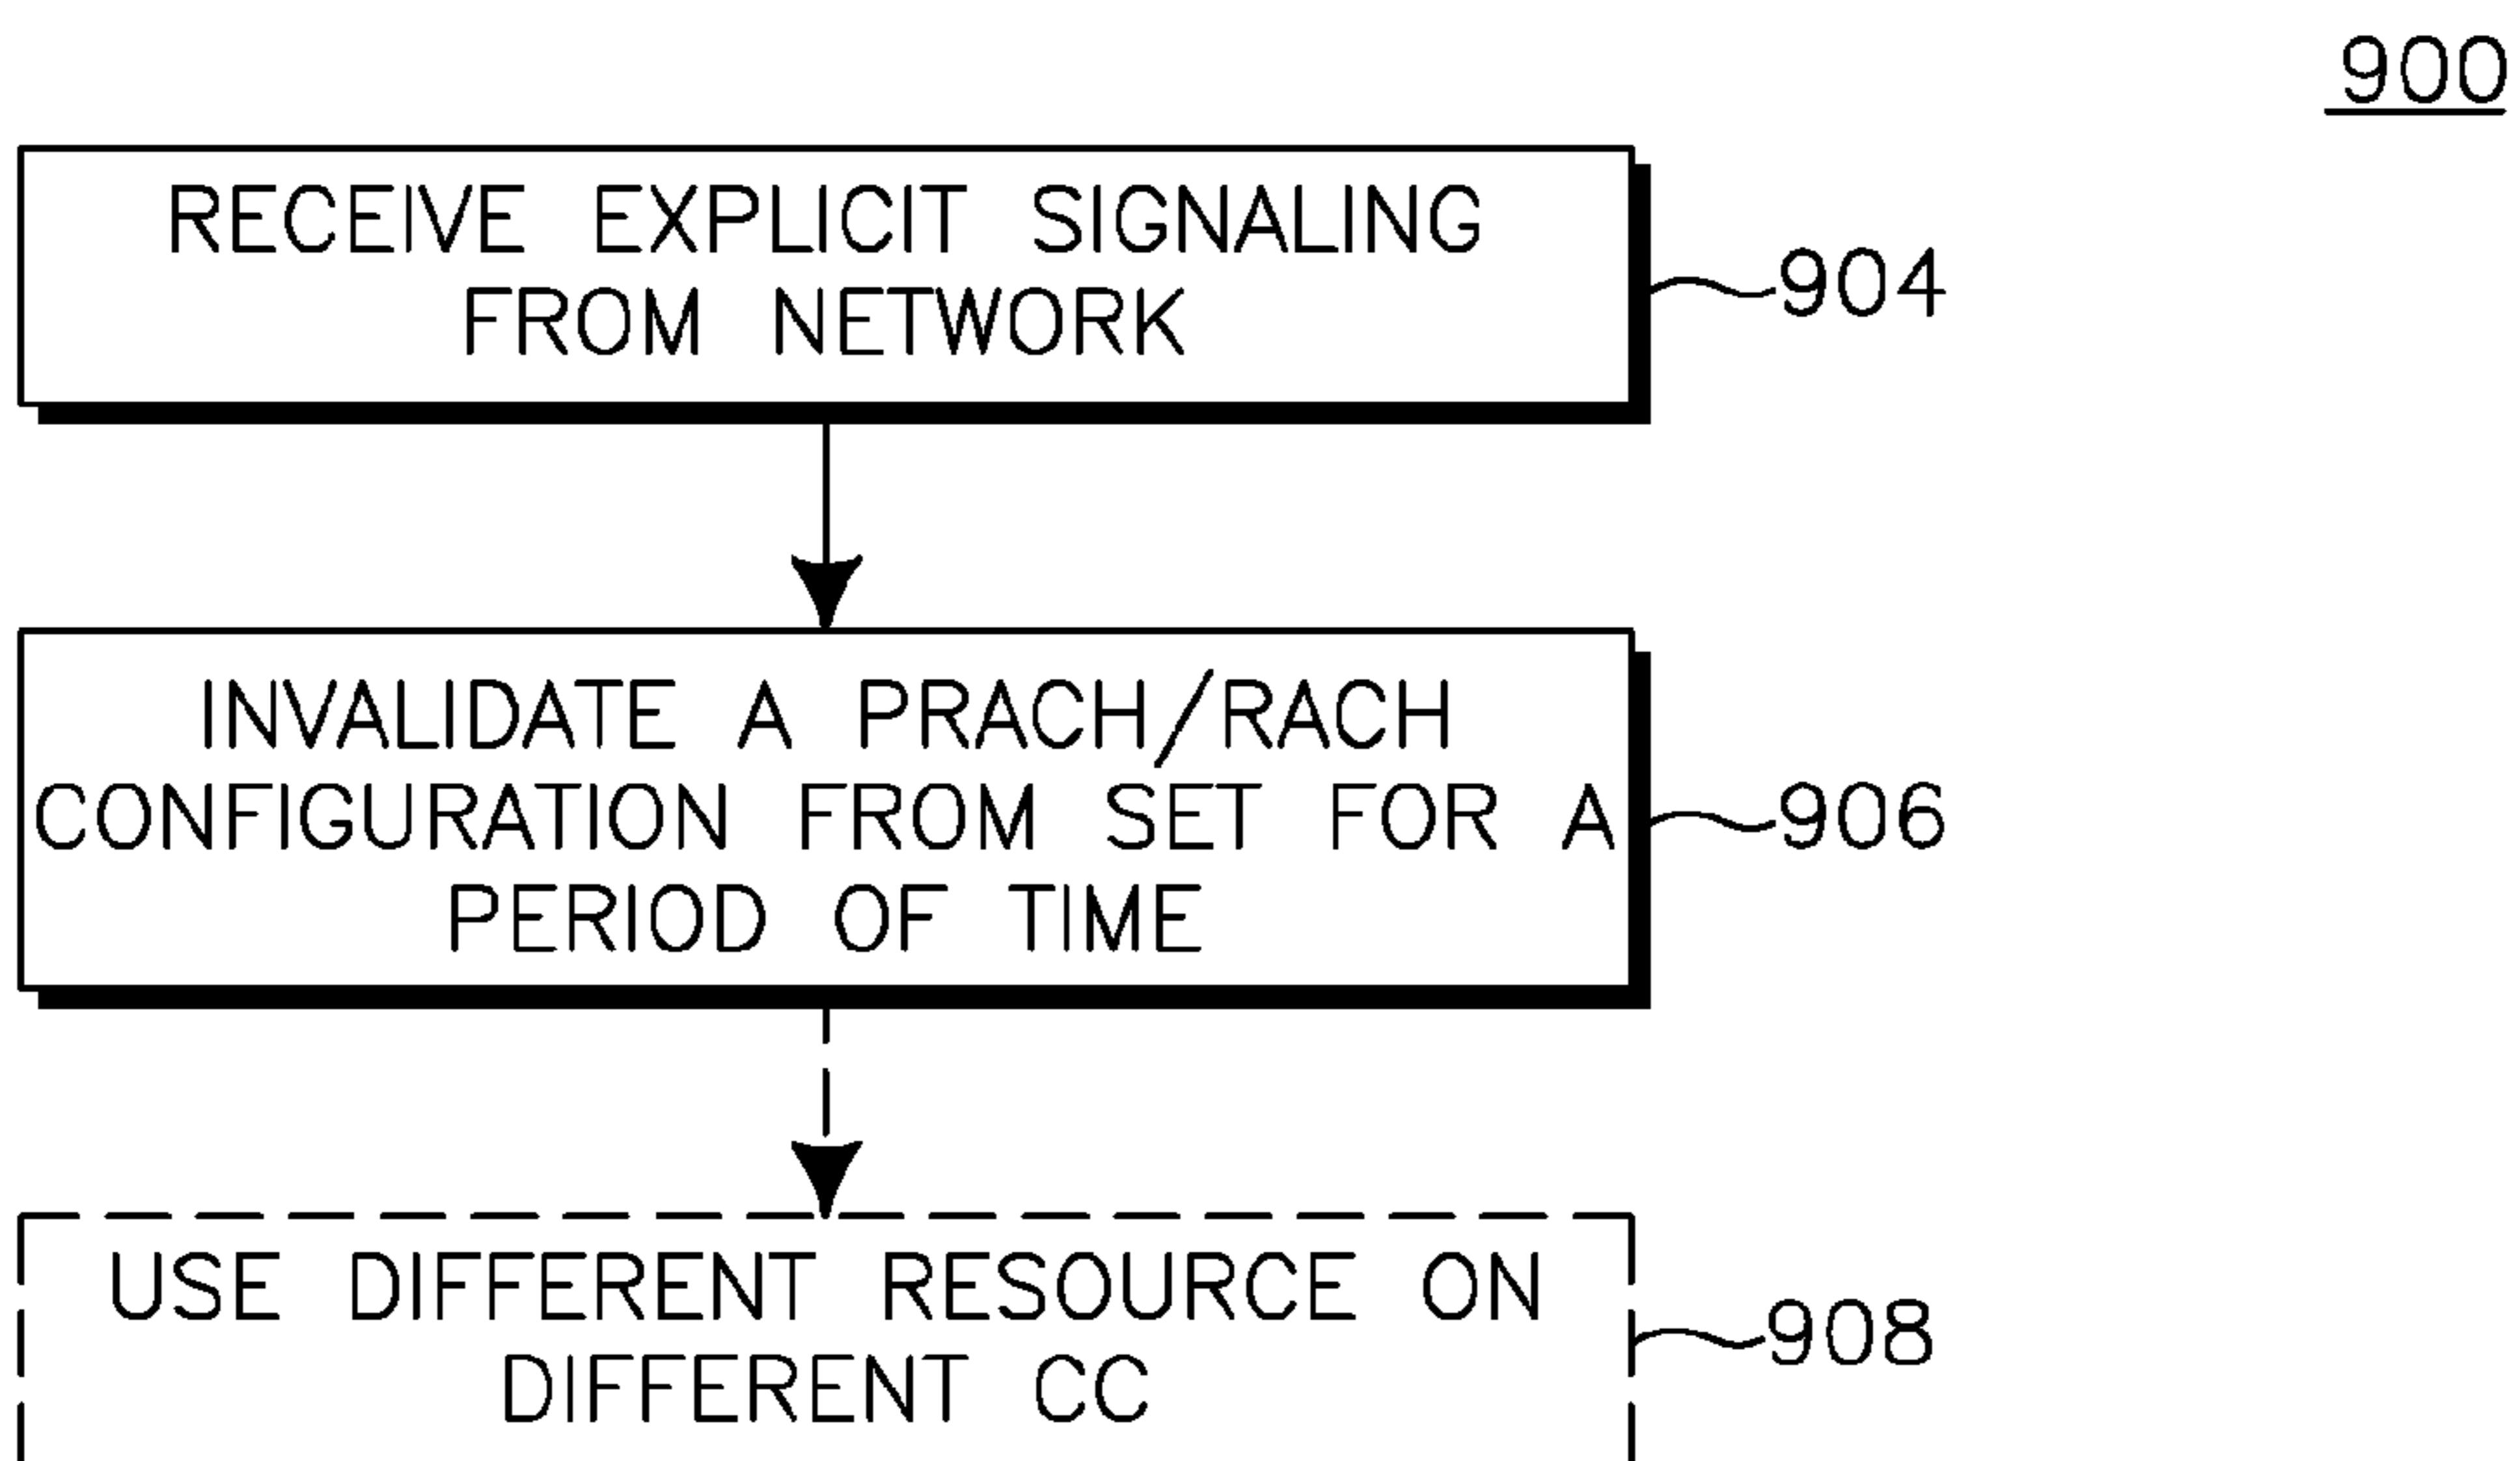 900
RECEIVE EXPLICIT SIGNALING
FROM NETWORK
904
INVALIDATE A PRACH/RACH
CONFIGURATION FROM SET FOR A
PERIOD OF TIME
906
USE DIFFERENT RESOURCE ON
DIFFERENT CC
908